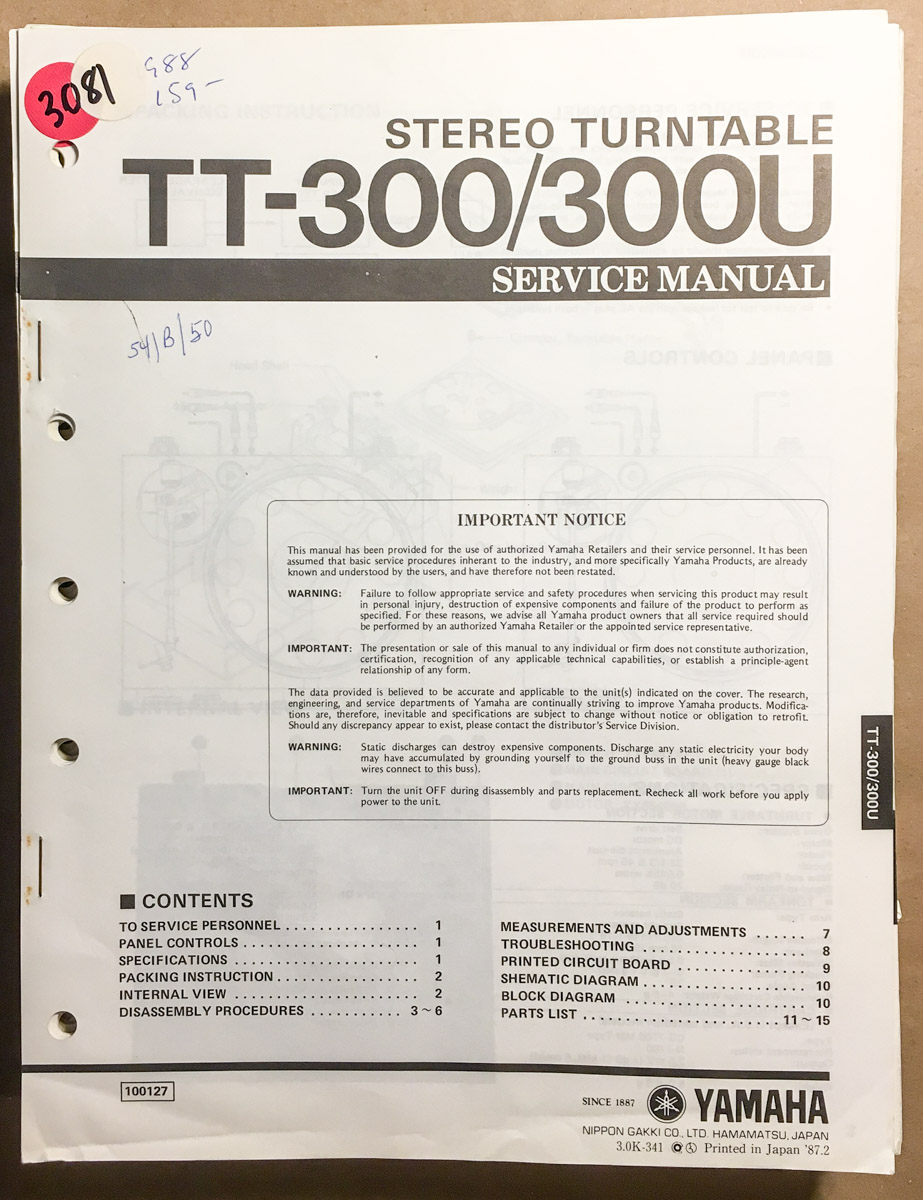 3081
988
159-
STEREO TURNTABLE
TT-300/300U
SERVICE MANUAL
54/B/50
IMPORTANT NOTICE
This manual has been provided for the use of authorized Yamaha Retailers and their service personnel. It has been
assumed that basic service procedures inherant to the industry, and more specifically Yamaha Products, are already
known and understood by the users, and have therefore not been restated.
WARNING: Failure to follow appropriate service and safety procedures when servicing this product may result
in personal injury, destruction of expensive components and failure of the product to perform as
specified. For these reasons, we advise all Yamaha product owners that all service required should
be performed by an authorized Yamaha Retailer or the appointed service representative.
IMPORTANT: The presentation or sale of this manual to any individual or firm does not constitute authorization,
certification, recognition of any applicable technical capabilities, or establish a principle-agent
relationship of any form.
The data provided is believed to be accurate and applicable to the unit(s) indicated on the cover. The research,
engineering, and service departments of Yamaha are continually striving to improve Yamaha products. Modifica-
tions are, therefore, inevitable and specifications are subject to change without notice or obligation to retrofit.
Should any discrepancy appear to exist, please contact the distributor's Service Division.
WARNING: Static discharges can destroy expensive components. Discharge any static electricity your body
may have accumulated by grounding yourself to the ground buss in the unit (heavy gauge black
wires connect to this buss).
IMPORTANT: Turn the unit OFF during disassembly and parts replacement. Recheck all work before you apply
power to the unit.
TT-300/300U
■ CONTENTS
TO SERVICE PERSONNEL . . . . . . . . . . . . . . . . 1
PANEL CONTROLS . . . . . . . . . . . . . . . . . . . . . 1
SPECIFICATIONS . . . . . . . . . . . . . . . . . . . . . . 1
PACKING INSTRUCTION . . . . . . . . . . . . . . . . . 2
INTERNAL VIEW . . . . . . . . . . . . . . . . . . . . . . 2
DISASSEMBLY PROCEDURES . . . . . . . . . . . 3 ~ 6
MEASUREMENTS AND ADJUSTMENTS . . . . . . 7
TROUBLESHOOTING . . . . . . . . . . . . . . . . . . . 8
PRINTED CIRCUIT BOARD . . . . . . . . . . . . . . . 9
SHEMATIC DIAGRAM . . . . . . . . . . . . . . . . . . . 10
BLOCK DIAGRAM . . . . . . . . . . . . . . . . . . . . . 10
PARTS LIST . . . . . . . . . . . . . . . . . . . . . . . 11 ~ 15
100127
SINCE 1887 YAMAHA
NIPPON GAKKI CO., LTD. HAMAMATSU, JAPAN
3.0K-341 Printed in Japan '87.2